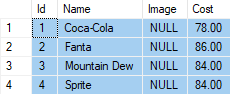 Id Name Image Cost
1 1 Coca-Cola NULL 78.00
2 2 Fanta NULL 86.00
3 3 Mountain Dew NULL 84.00
4 4 Sprite NULL 84.00